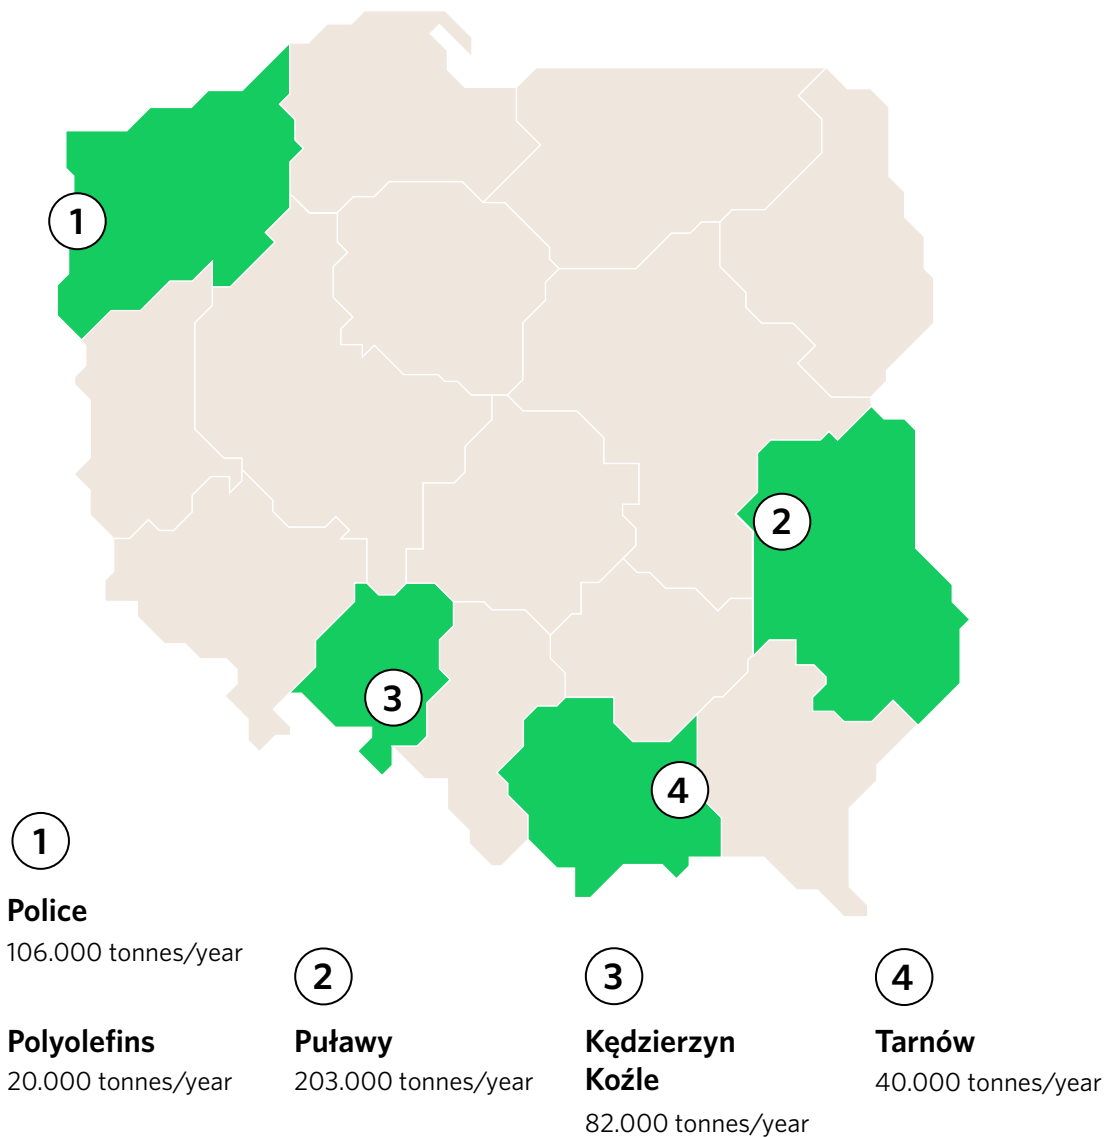 1
2
3
4
1
Police
106.000 tonnes/year
Polyolefins
20.000 tonnes/year
2
Puławy
203.000 tonnes/year
3
Kędzierzyn
Koźle
82.000 tonnes/year
4
Tarnów
40.000 tonnes/year